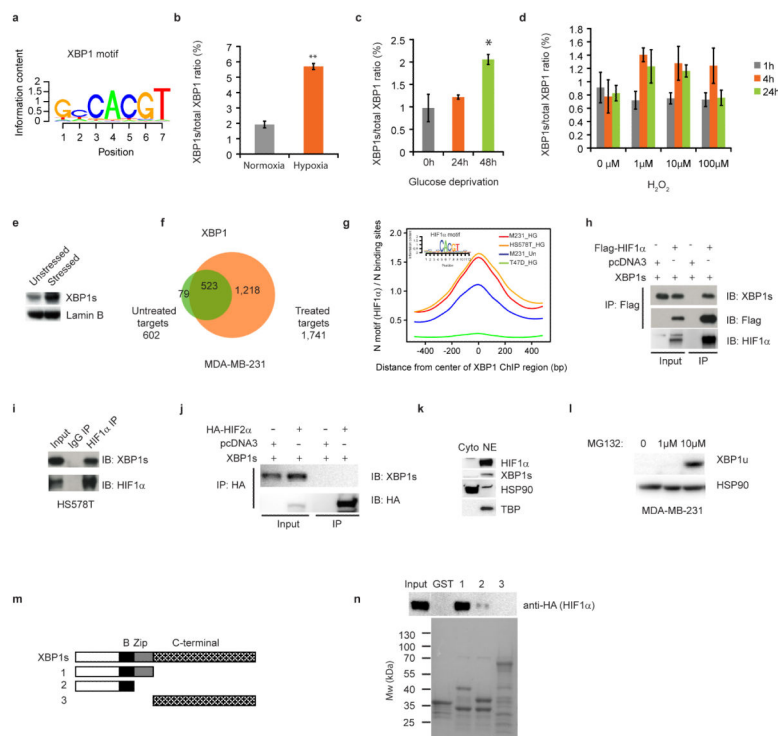 a
XBP1 motif
Information content
2
1.5
1
0.5
0
GCCACGT
1 2 3 4 5 6 7
Position
b
XBP1s/total XBP1 ratio (%)
7
6
5
4
3
2
1
0
**
Normoxia Hypoxia
c
XBP1s/total XBP1 ratio (%)
2.5
2
1.5
1
0.5
0
*
0h 24h 48h
Glucose deprivation
d
XBP1s/total XBP1 ratio (%)
1.8
1.6
1.4
1.2
1.0
0.8
0.6
0.4
0.2
0
1h
4h
24h
0 μM 1μM 10μM 100μM
H2O2
e
Unstressed
Stressed
XBP1s
Lamin B
f
XBP1
79
523
1,218
Untreated
targets
602
Treated
targets
1,741
MDA-MB-231
g
N motif (HIF1α) / N binding sites
2.0
1.5
1.0
0.5
0.0
HIF1α motif
CACGT
Position
M231_HG
HS578T_HG
M231_Un
T47D_HG
-400 -200 0 200 400
Distance from center of XBP1 ChIP region (bp)
h
Flag-HIF1α - + - +
pcDNA3 + - + -
XBP1s + + + +
IP: Flag
IB: XBP1s
IB: Flag
IB: HIF1α
Input IP
i
Input
IgG IP
HIF1α IP
IB: XBP1s
IB: HIF1α
HS578T
j
HA-HIF2α - + - +
pcDNA3 + - + -
XBP1s + + + +
IP: HA
IB: XBP1s
IB: HA
Input IP
k
Cyto NE
HIF1α
XBP1s
HSP90
TBP
l
MG132: 0 1μM 10μM
XBP1u
HSP90
MDA-MB-231
m
B Zip C-terminal
XBP1s
1
2
3
n
Input GST 1 2 3
anti-HA (HIF1α)
Mw (kDa)
130
100
70
55
40
35
25